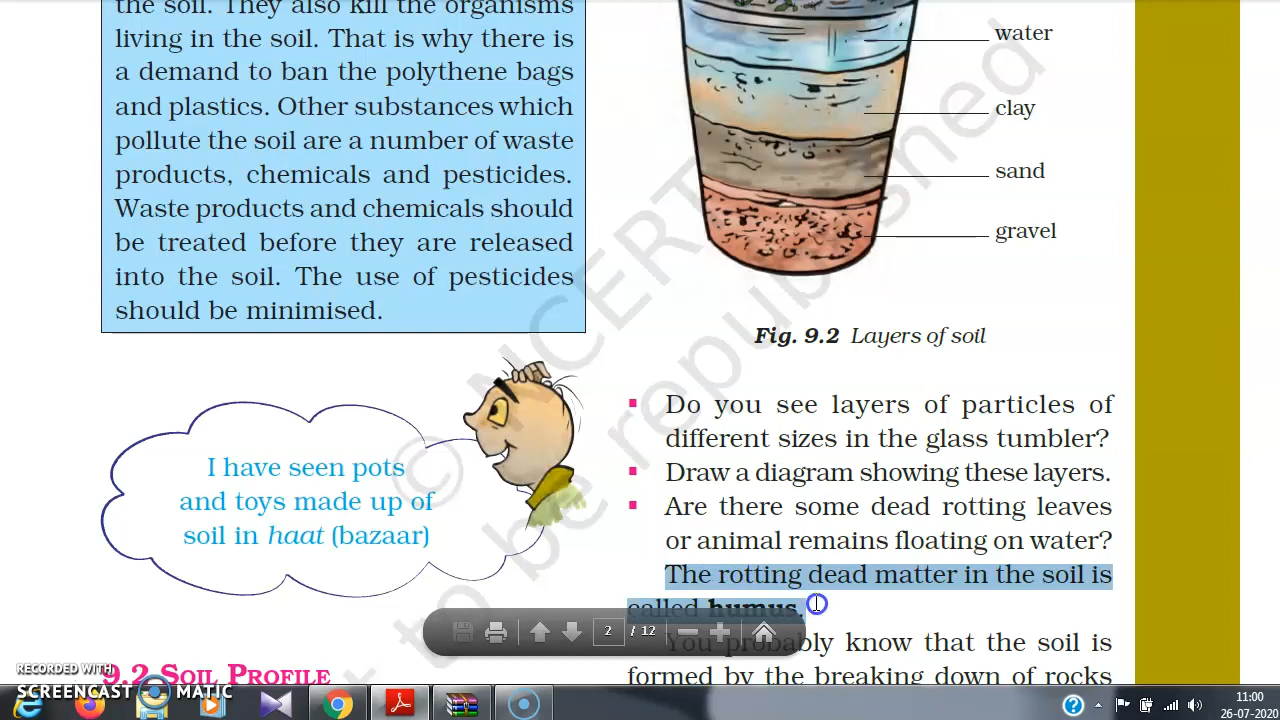 the soil. They also kill the organisms
living in the soil. That is why there is
a demand to ban the polythene bags
and plastics. Other substances which
pollute the soil are a number of waste
products, chemicals and pesticides.
Waste products and chemicals should
be treated before they are released
into the soil. The use of pesticides
should be minimised.
I have seen pots
and toys made up of
soil in haat (bazaar)
9.2 SOIL PROFILE
water
clay
sand
gravel
Fig. 9.2 Layers of soil
Do you see layers of particles of
different sizes in the glass tumbler?
Draw a diagram showing these layers.
Are there some dead rotting leaves
or animal remains floating on water?
The rotting dead matter in the soil is
called humus.
You probably know that the soil is
formed by the breaking down of rocks
© NCERT
not to be republished
2 / 12
RECORDED WITH
SCREENCAST MATIC
11:00
26-07-2020